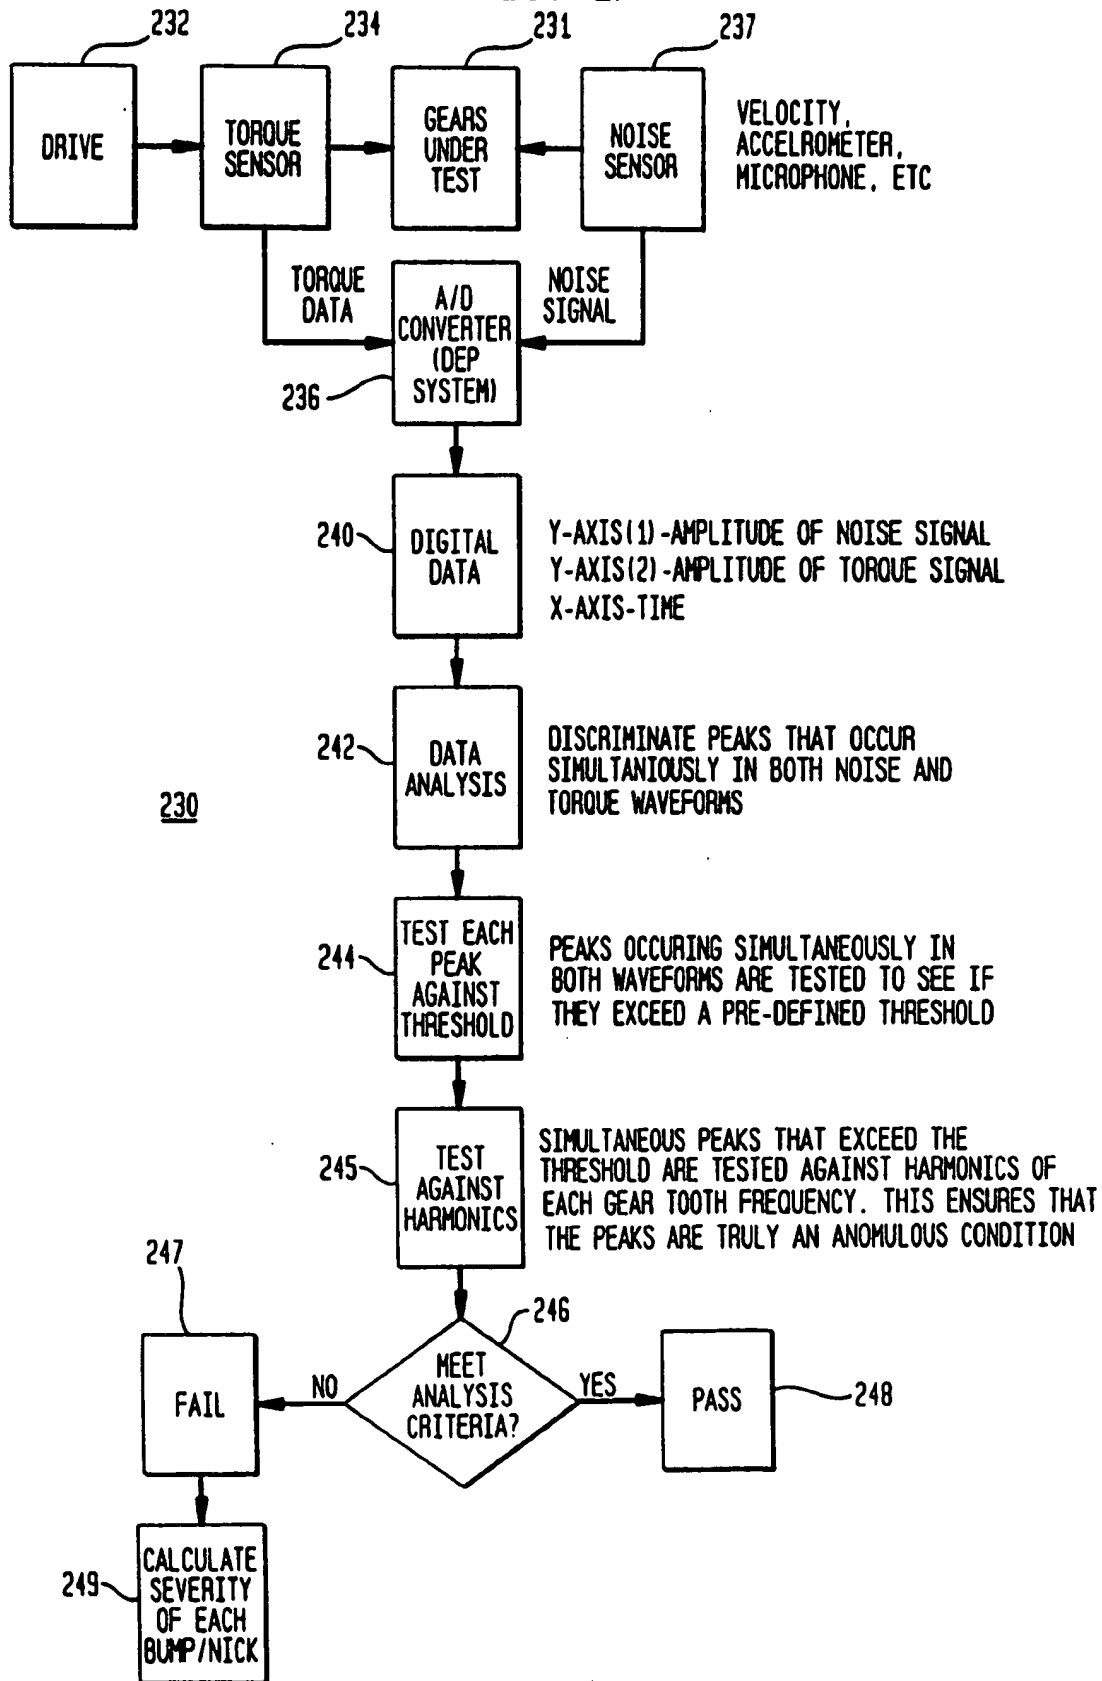 232
234
231
237
DRIVE
TORQUE
SENSOR
GEARS
UNDER
TEST
NOISE
SENSOR
VELOCITY,
ACCELROMETER,
MICROPHONE, ETC
TORQUE
DATA
A/D
CONVERTER
(DEP
SYSTEM)
NOISE
SIGNAL
236
240
DIGITAL
DATA
Y-AXIS(1)-AMPLITUDE OF NOISE SIGNAL
Y-AXIS(2)-AMPLITUDE OF TORQUE SIGNAL
X-AXIS-TIME
242
DATA
ANALYSIS
DISCRIMINATE PEAKS THAT OCCUR
SIMULTANIOUSLY IN BOTH NOISE AND
TORQUE WAVEFORMS
230
244
TEST EACH
PEAK
AGAINST
THRESHOLD
PEAKS OCCURING SIMULTANEOUSLY IN
BOTH WAVEFORMS ARE TESTED TO SEE IF
THEY EXCEED A PRE-DEFINED THRESHOLD
245
TEST
AGAINST
HARMONICS
SIMULTANEOUS PEAKS THAT EXCEED THE
THRESHOLD ARE TESTED AGAINST HARMONICS OF
EACH GEAR TOOTH FREQUENCY. THIS ENSURES THAT
THE PEAKS ARE TRULY AN ANOMULOUS CONDITION
247
246
FAIL
NO
MEET
ANALYSIS
CRITERIA?
YES
PASS
248
249
CALCULATE
SEVERITY
OF EACH
BUMP/NICK